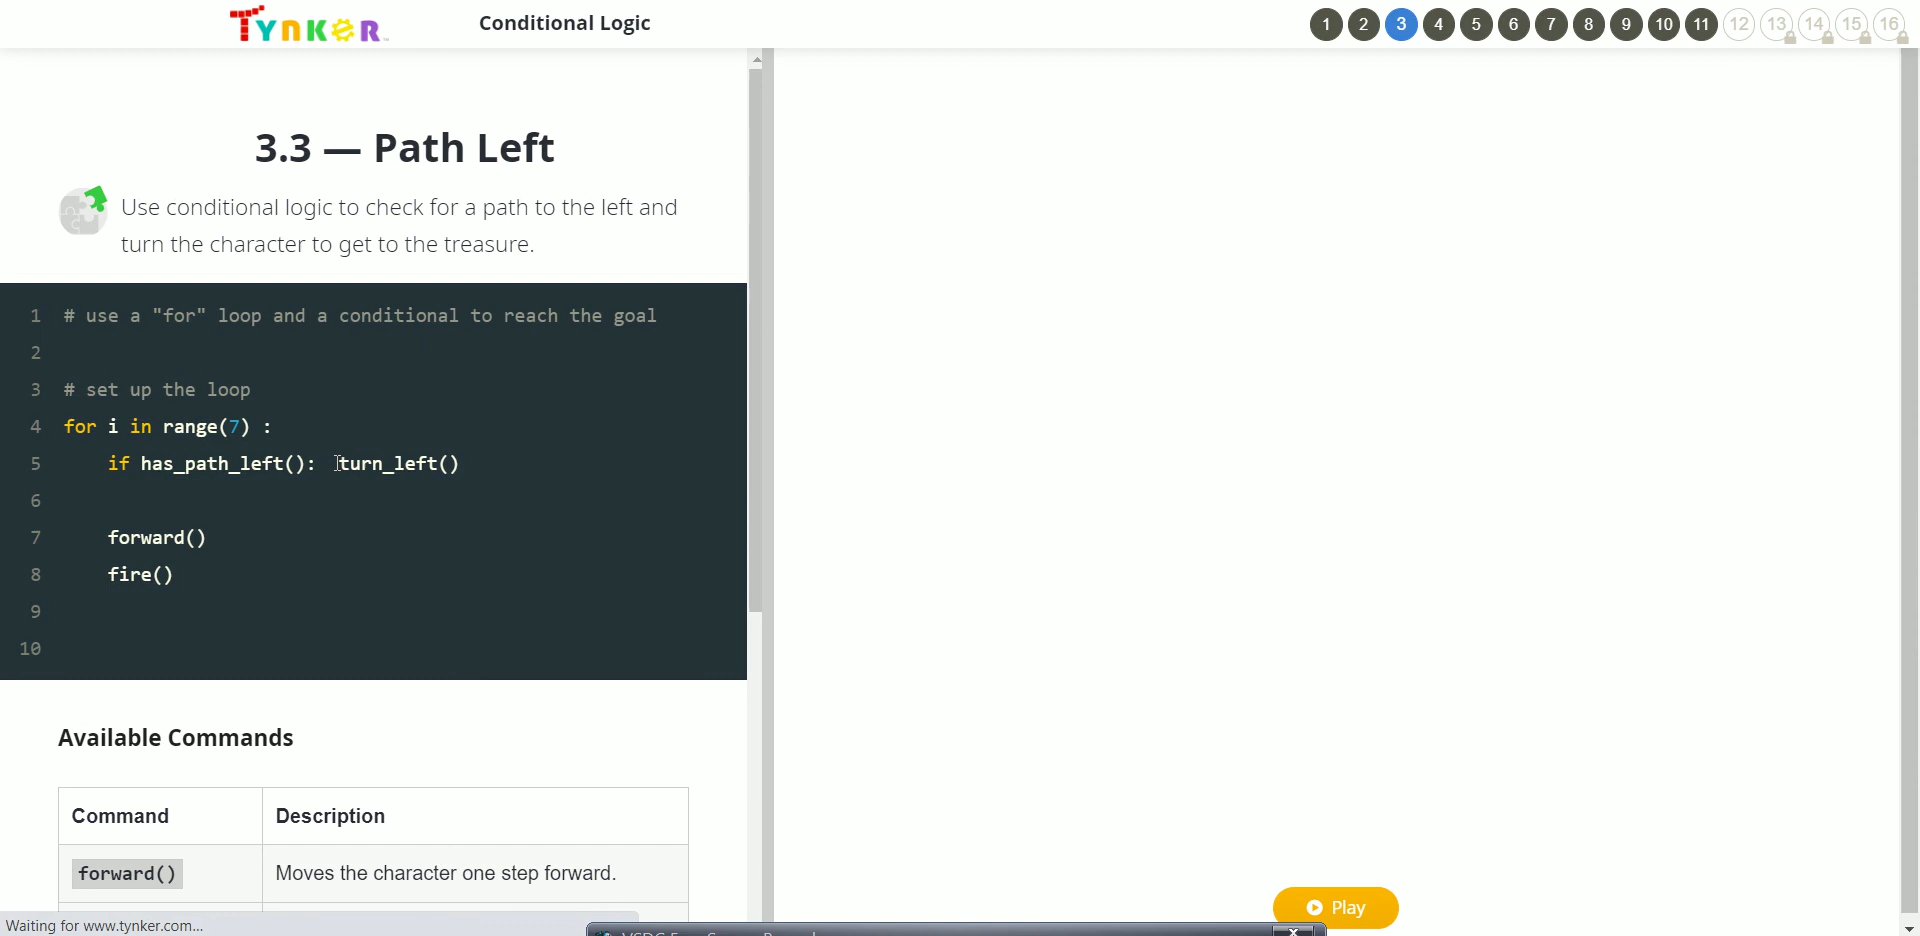 TYNKER
Conditional Logic
1 2 3 4 5 6 7 8 9 10 11 12 13 14 15 16
3.3 — Path Left
Use conditional logic to check for a path to the left and
turn the character to get to the treasure.
1 # use a "for" loop and a conditional to reach the goal
2
3 # set up the loop
4 for i in range(7) :
5 if has_path_left(): turn_left()
6
7 forward()
8 fire()
9
10
Available Commands
Command Description
forward() Moves the character one step forward.
Play
Waiting for www.tynker.com...